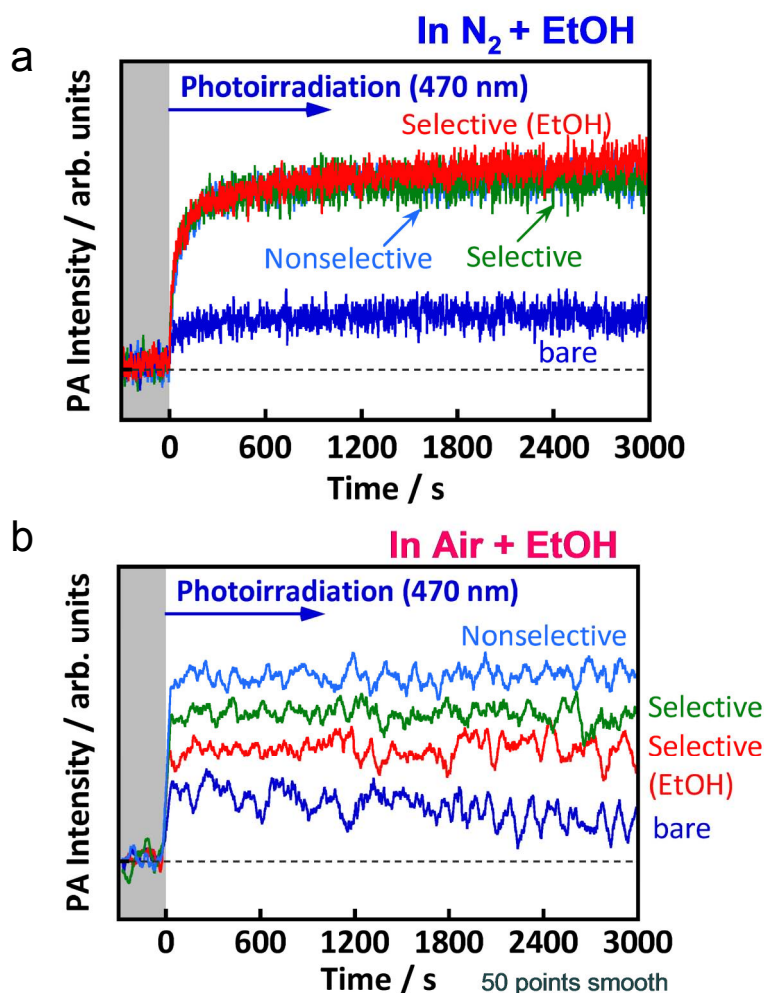 a
In N₂ + EtOH
Photoirradiation (470 nm)
Selective (EtOH)
Nonselective
Selective
bare
PA Intensity / arb. units
0 600 1200 1800 2400 3000
Time / s
b
In Air + EtOH
Photoirradiation (470 nm)
Nonselective
Selective
Selective
(EtOH)
bare
PA Intensity / arb. units
0 600 1200 1800 2400 3000
Time / s
50 points smooth